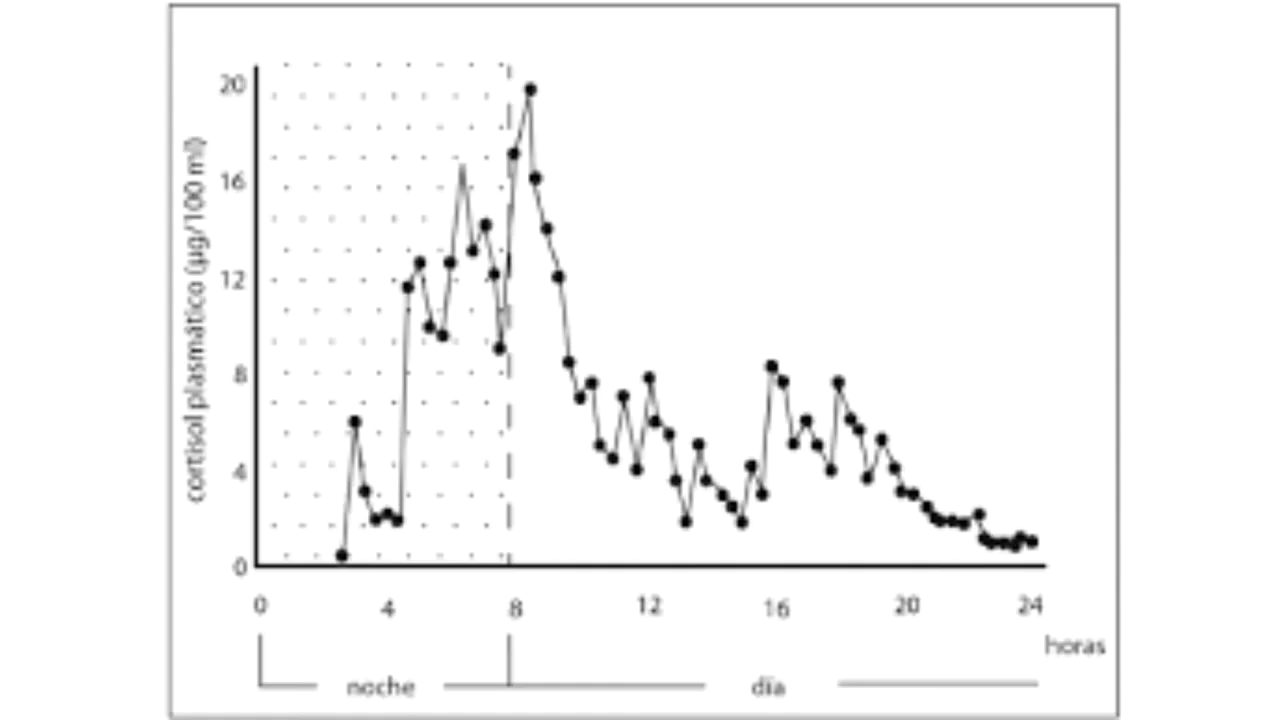 cortisol plasmático (µg/100 ml)
20
16
12
8
4
0
0 4 8 12 16 20 24
horas
noche día